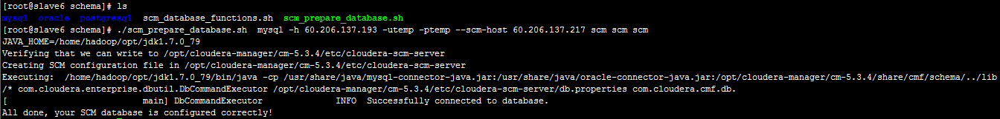 [root@slave6 schema]# ls
mysql  oracle  postgresql  scm_database_functions.sh  scm_prepare_database.sh
[root@slave6 schema]# ./scm_prepare_database.sh  mysql -h 60.206.137.193 -utemp -ptemp --scm-host 60.206.137.217 scm scm scm
JAVA_HOME=/home/hadoop/opt/jdk1.7.0_79
Verifying that we can write to /opt/cloudera-manager/cm-5.3.4/etc/cloudera-scm-server
Creating SCM configuration file in /opt/cloudera-manager/cm-5.3.4/etc/cloudera-scm-server
Executing:  /home/hadoop/opt/jdk1.7.0_79/bin/java -cp /usr/share/java/mysql-connector-java.jar:/usr/share/java/oracle-connector-java.jar:/opt/cloudera-manager/cm-5.3.4/share/cmf/schema/../lib
/* com.cloudera.enterprise.dbutil.DbCommandExecutor /opt/cloudera-manager/cm-5.3.4/etc/cloudera-scm-server/db.properties com.cloudera.cmf.db.
[                          main] DbCommandExecutor              INFO  Successfully connected to database.
All done, your SCM database is configured correctly!